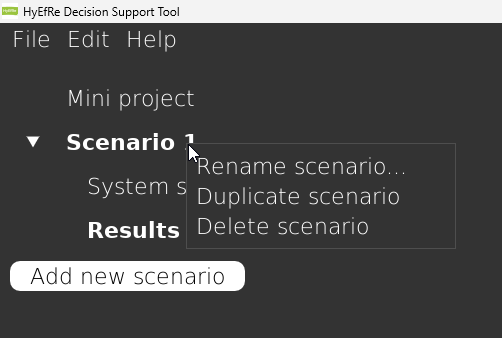 HyEfRe Decision Support Tool
File Edit Help
Mini project
Scenario 1
Rename scenario...
System s
Duplicate scenario
Results
Delete scenario
Add new scenario